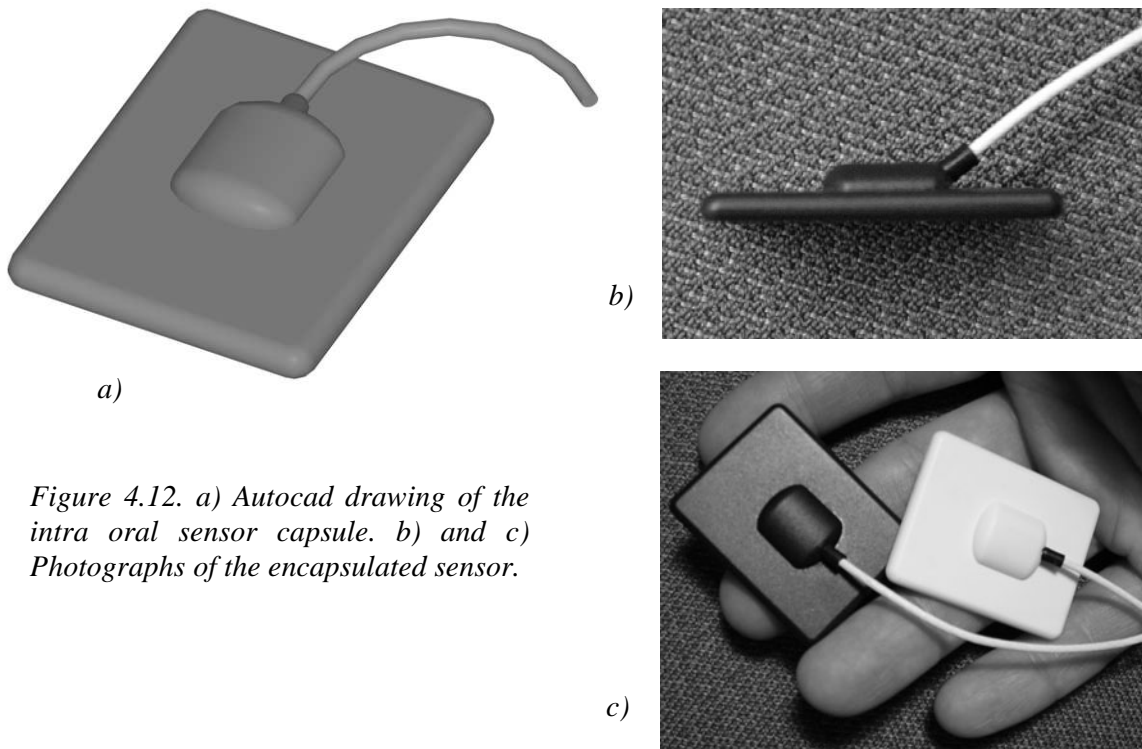 a)
b)
Figure 4.12. a) Autocad drawing of the
intra oral sensor capsule. b) and c)
Photographs of the encapsulated sensor.
c)